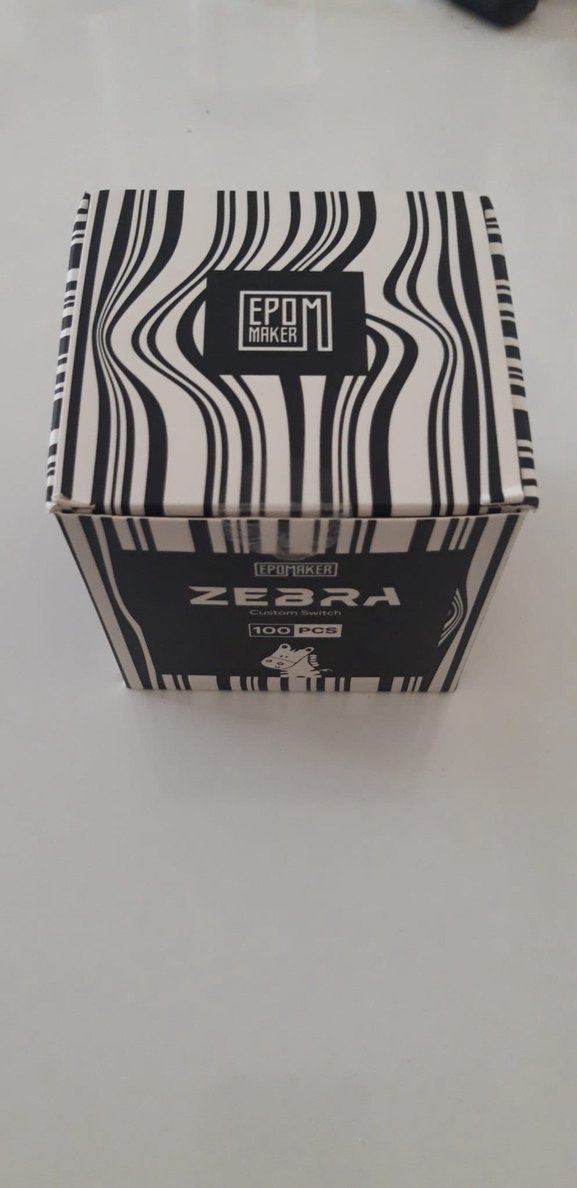 EPOM
MAKER
EPOMAKER
ZEBRA
Custom Switch
100 PCS